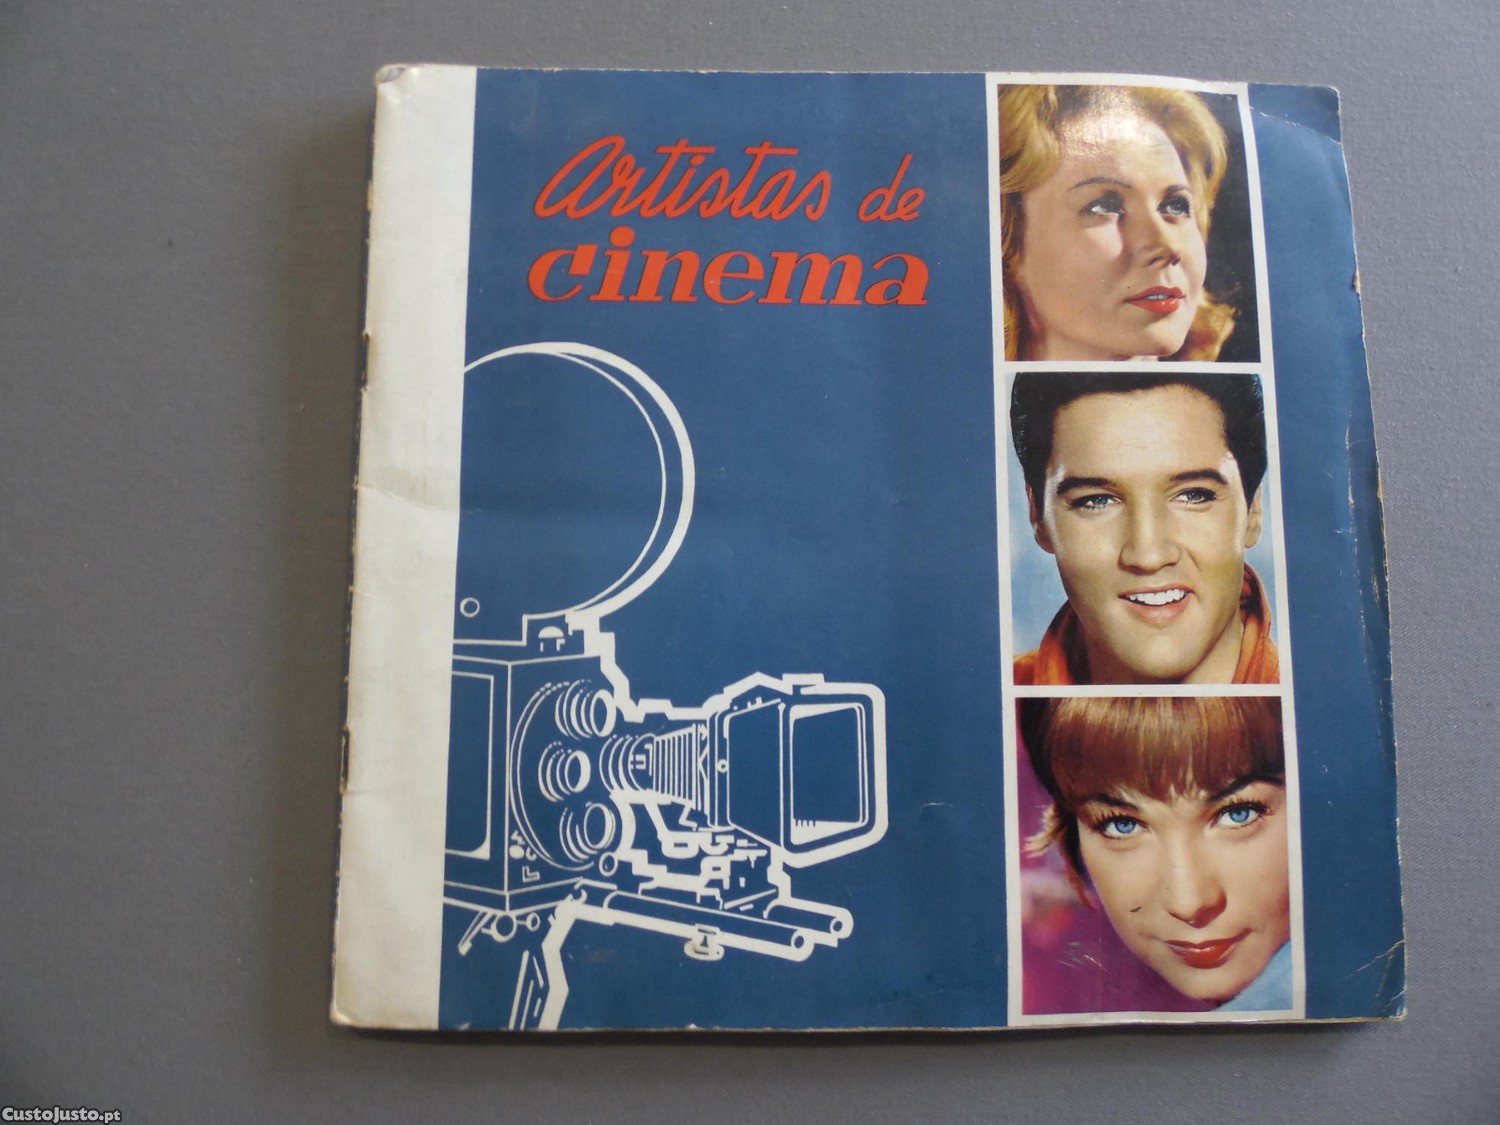 Artistas de
cinema
CustoJusto.pt